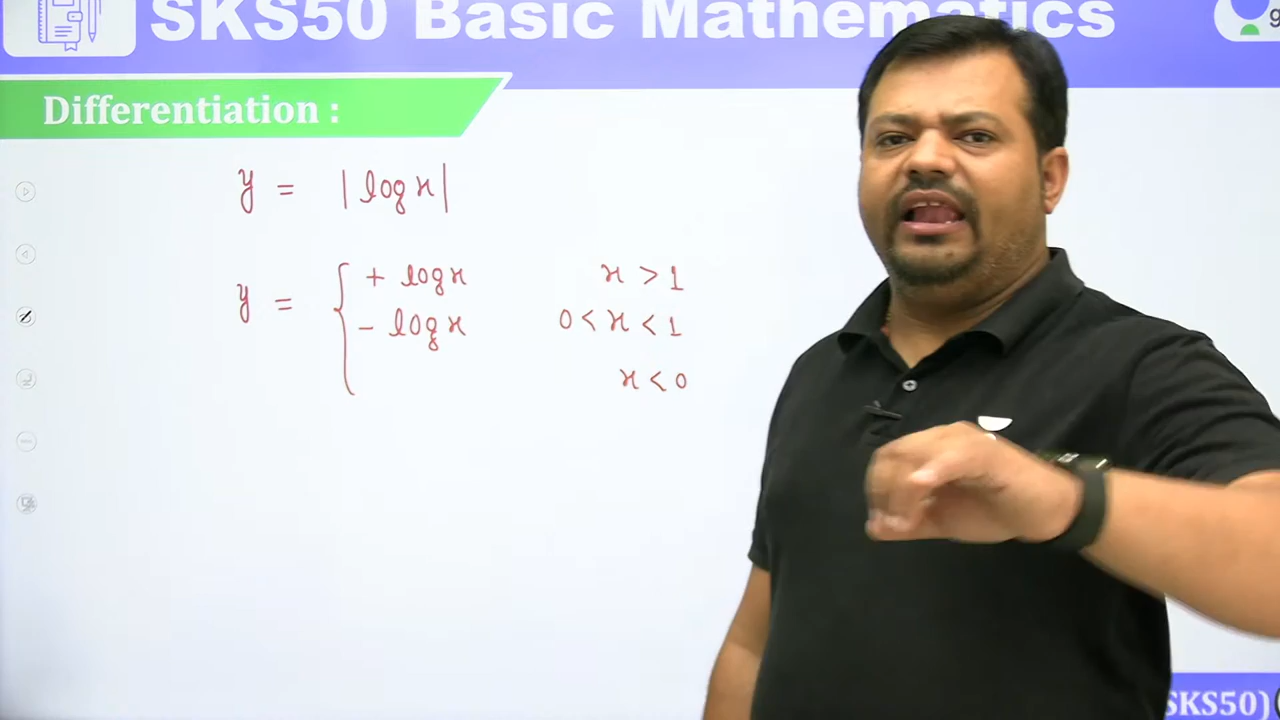 SKS50 Basic Mathematics
Differentiation :
y = | log x |
y = { + log x x > 1
- log x 0 < x < 1
x < 0
SKS50)